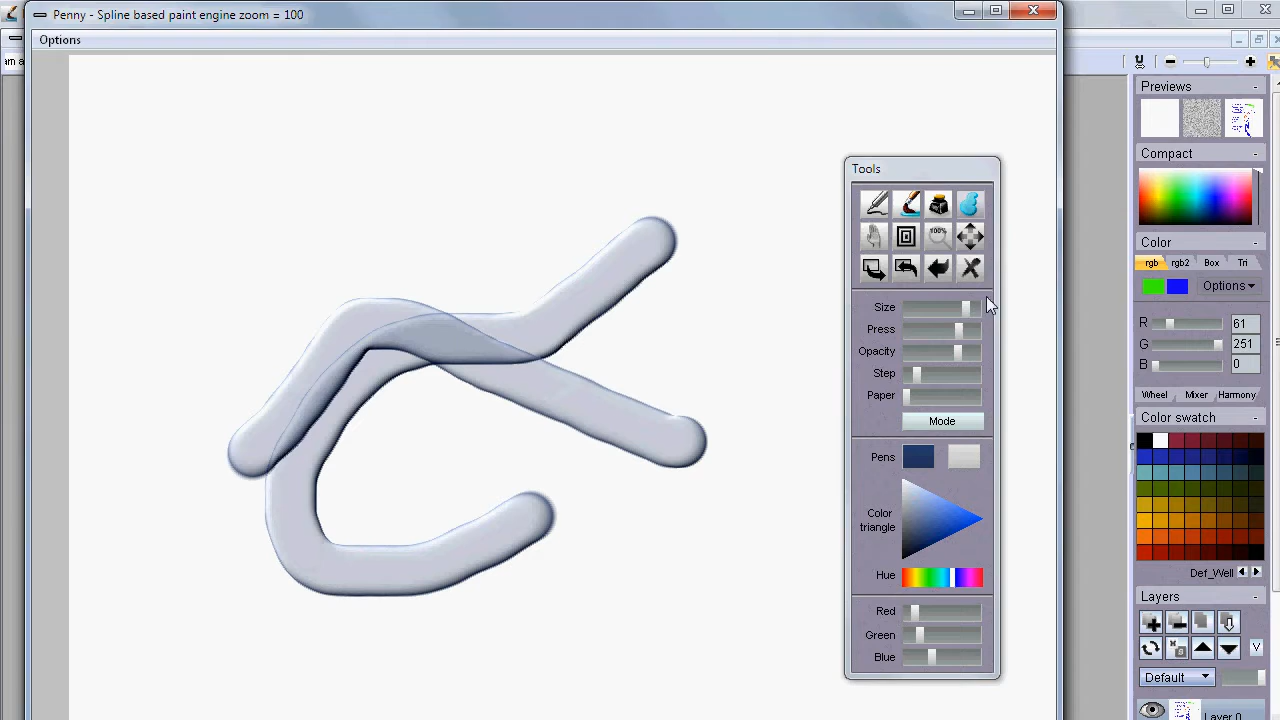 Penny - Spline based paint engine zoom = 100
Options
am a
Tools
100%
Size
Press
Opacity
Step
Paper
Mode
Pens
Color
triangle
Hue
Red
Green
Blue
Previews
Compact
Color
rgb rgb2 Box Tri
Options
R 61
G 251
B 0
Wheel Mixer Harmony
Color swatch
Def_Well
Layers
V
Default
Layer 0